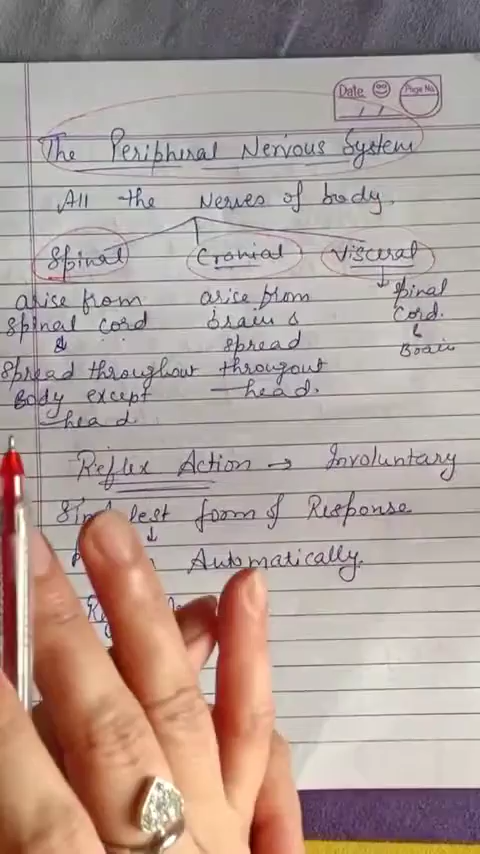 Date
Page No.
The Peripheral Nervous System
All the Nerves of body.
Spinal Cranial Visceral
arise from
spinal cord
Spread throughout
Body except
head.
arise from
brain &
spread
througout
head.
Spinal
Cord.
&
Brain
Reflex Action → Involuntary
form of Response
Automatically.